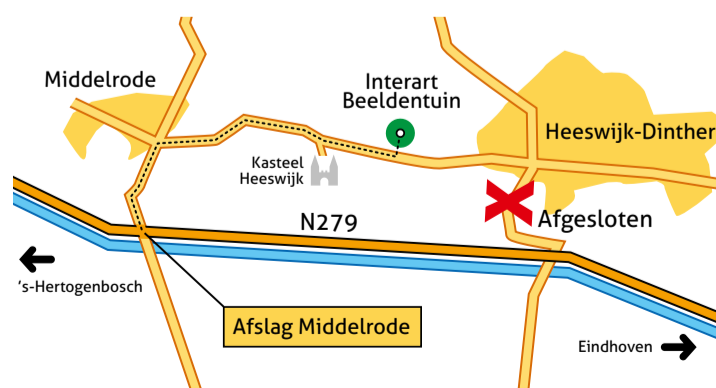 Middelrode
Interart
Beeldentuin
Heeswijk-Dinther
Kasteel
Heeswijk
N279
Afgesloten
's-Hertogenbosch
Afslag Middelrode
Eindhoven